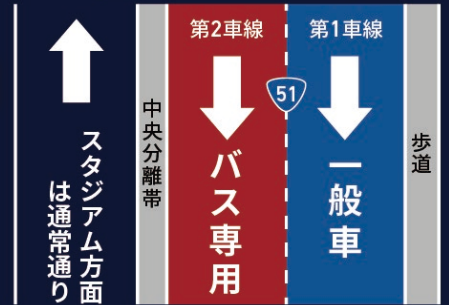 第2車線
第1車線
51
スタジアム方面
は通常通り
中央分離帯
バス専用
一般車
歩道